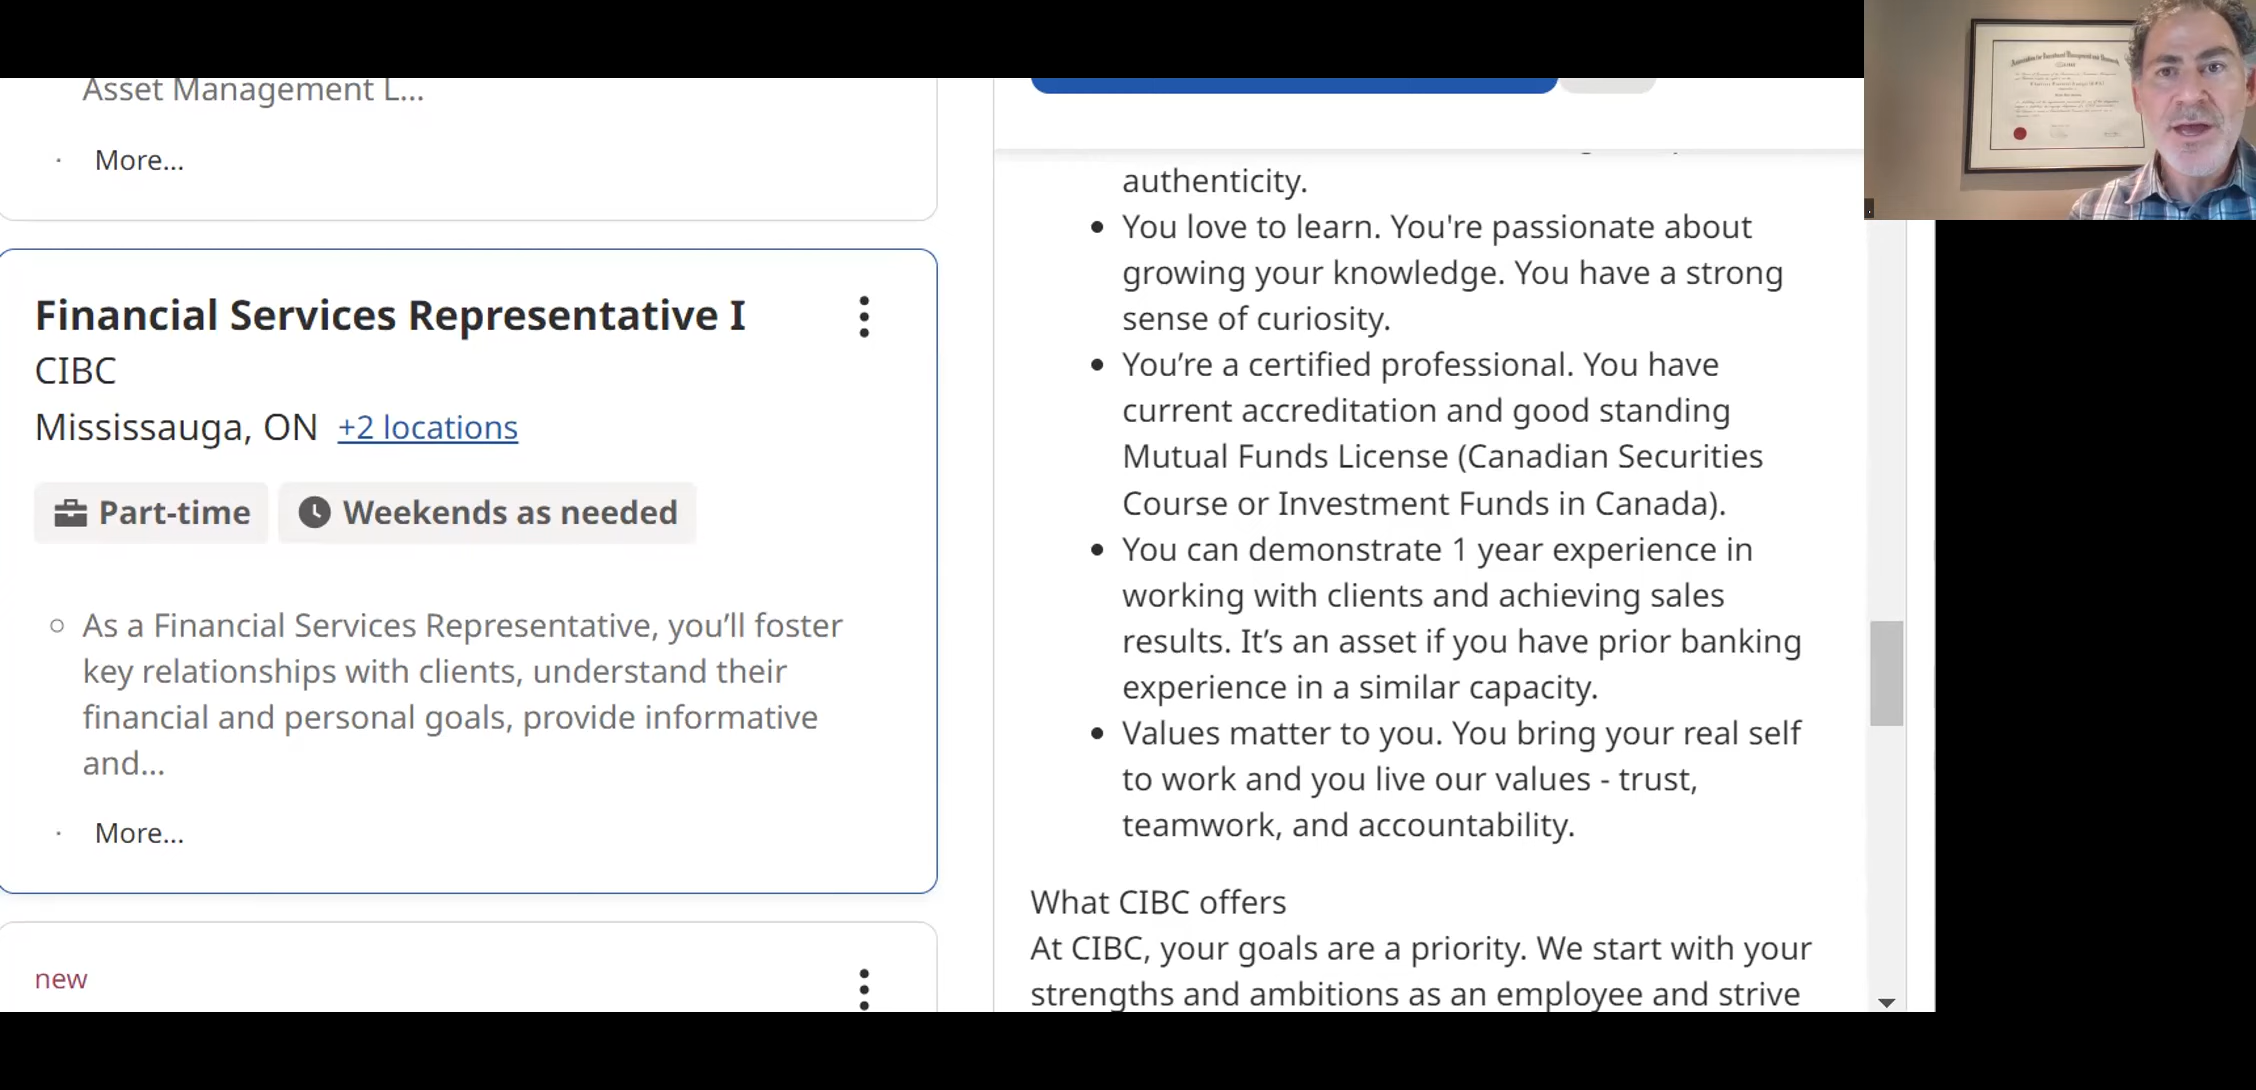 Asset Management L...
More...
Financial Services Representative I
CIBC
Mississauga, ON +2 locations
Part-time Weekends as needed
As a Financial Services Representative, you’ll foster
key relationships with clients, understand their
financial and personal goals, provide informative
and...
More...
new
authenticity.
You love to learn. You're passionate about
growing your knowledge. You have a strong
sense of curiosity.
You’re a certified professional. You have
current accreditation and good standing
Mutual Funds License (Canadian Securities
Course or Investment Funds in Canada).
You can demonstrate 1 year experience in
working with clients and achieving sales
results. It’s an asset if you have prior banking
experience in a similar capacity.
Values matter to you. You bring your real self
to work and you live our values - trust,
teamwork, and accountability.
What CIBC offers
At CIBC, your goals are a priority. We start with your
strengths and ambitions as an employee and strive